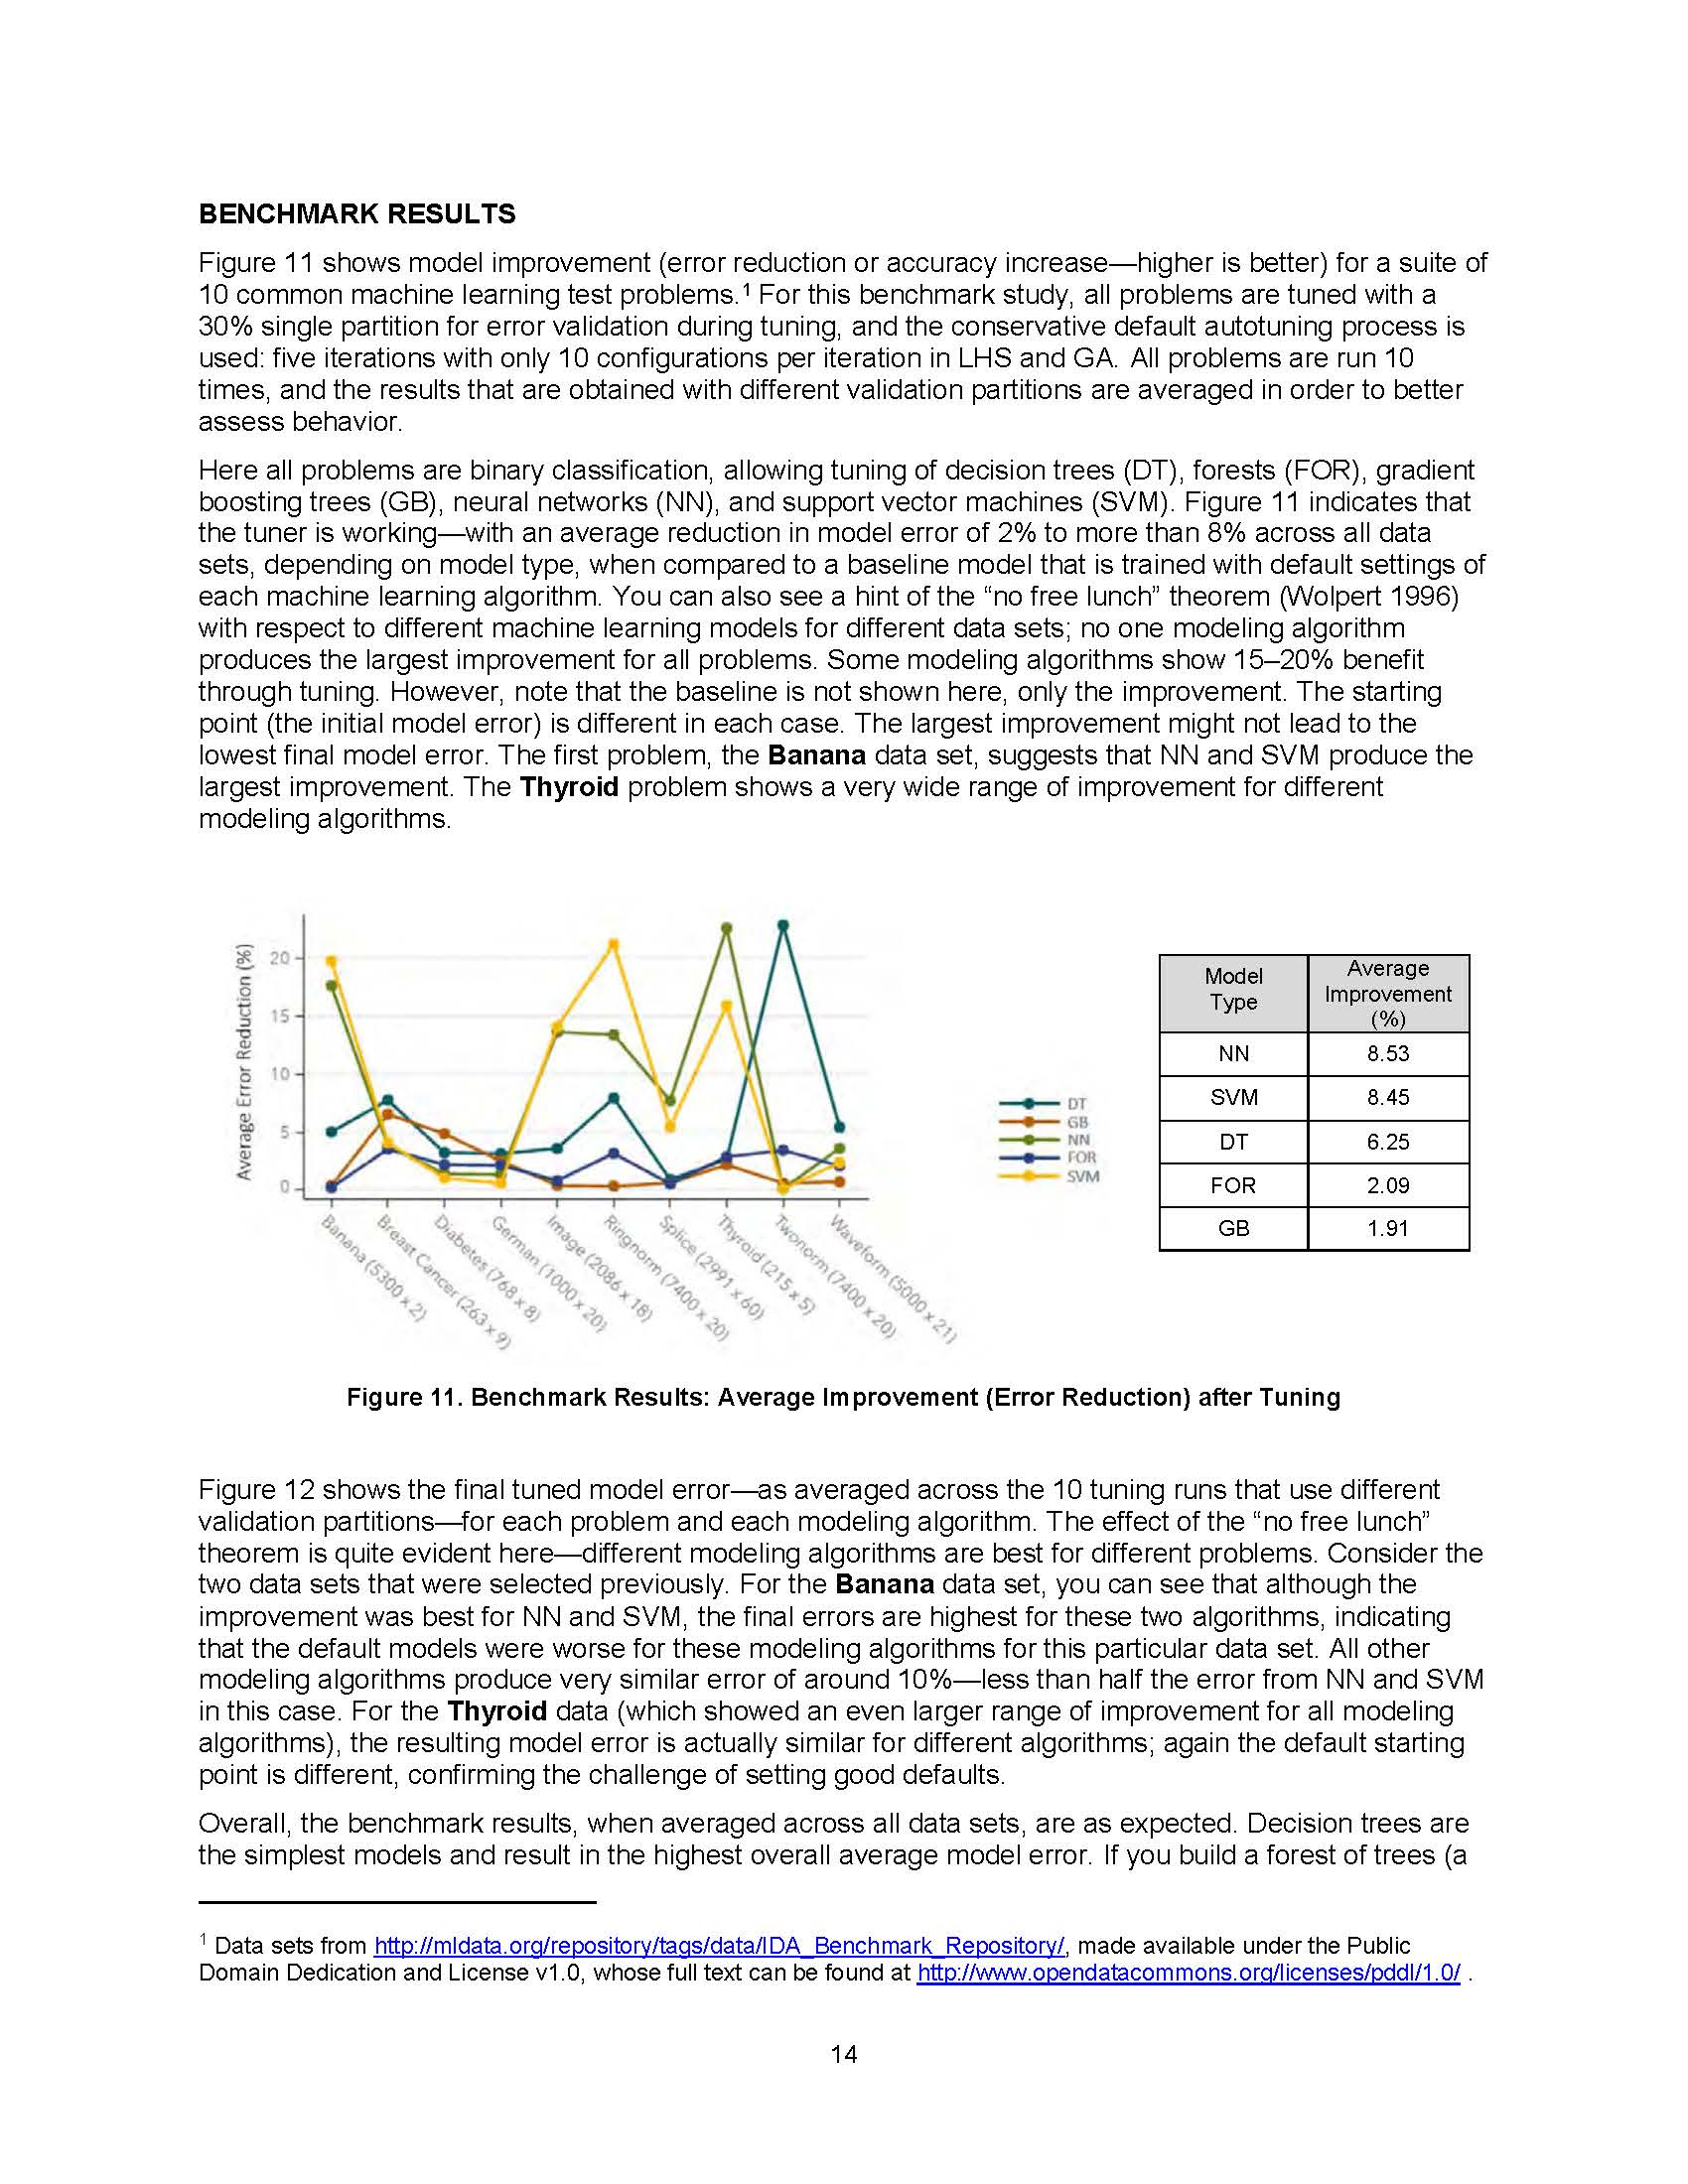 BENCHMARK RESULTS
Figure 11 shows model improvement (error reduction or accuracy increase—higher is better) for a suite of
10 common machine learning test problems.¹ For this benchmark study, all problems are tuned with a
30% single partition for error validation during tuning, and the conservative default autotuning process is
used: five iterations with only 10 configurations per iteration in LHS and GA. All problems are run 10
times, and the results that are obtained with different validation partitions are averaged in order to better
assess behavior.
Here all problems are binary classification, allowing tuning of decision trees (DT), forests (FOR), gradient
boosting trees (GB), neural networks (NN), and support vector machines (SVM). Figure 11 indicates that
the tuner is working—with an average reduction in model error of 2% to more than 8% across all data
sets, depending on model type, when compared to a baseline model that is trained with default settings of
each machine learning algorithm. You can also see a hint of the “no free lunch” theorem (Wolpert 1996)
with respect to different machine learning models for different data sets; no one modeling algorithm
produces the largest improvement for all problems. Some modeling algorithms show 15–20% benefit
through tuning. However, note that the baseline is not shown here, only the improvement. The starting
point (the initial model error) is different in each case. The largest improvement might not lead to the
lowest final model error. The first problem, the Banana data set, suggests that NN and SVM produce the
largest improvement. The Thyroid problem shows a very wide range of improvement for different
modeling algorithms.
Average Error Reduction (%)
20
15
10
5
0
Banana (5300 x 2)
Breast Cancer (263 x 9)
Diabetes (768 x 8)
German (1000 x 20)
Image (2086 x 18)
Ringnorm (7400 x 20)
Splice (2991 x 60)
Thyroid (215 x 5)
Twonorm (7400 x 20)
Waveform (5000 x 21)
DT
GB
NN
FOR
SVM
Model Type Average Improvement (%)
NN 8.53
SVM 8.45
DT 6.25
FOR 2.09
GB 1.91
Figure 11. Benchmark Results: Average Improvement (Error Reduction) after Tuning
Figure 12 shows the final tuned model error—as averaged across the 10 tuning runs that use different
validation partitions—for each problem and each modeling algorithm. The effect of the “no free lunch”
theorem is quite evident here—different modeling algorithms are best for different problems. Consider the
two data sets that were selected previously. For the Banana data set, you can see that although the
improvement was best for NN and SVM, the final errors are highest for these two algorithms, indicating
that the default models were worse for these modeling algorithms for this particular data set. All other
modeling algorithms produce very similar error of around 10%—less than half the error from NN and SVM
in this case. For the Thyroid data (which showed an even larger range of improvement for all modeling
algorithms), the resulting model error is actually similar for different algorithms; again the default starting
point is different, confirming the challenge of setting good defaults.
Overall, the benchmark results, when averaged across all data sets, are as expected. Decision trees are
the simplest models and result in the highest overall average model error. If you build a forest of trees (a
¹ Data sets from http://mldata.org/repository/tags/data/IDA_Benchmark_Repository/, made available under the Public
Domain Dedication and License v1.0, whose full text can be found at http://www.opendatacommons.org/licenses/pddl/1.0/ .
14